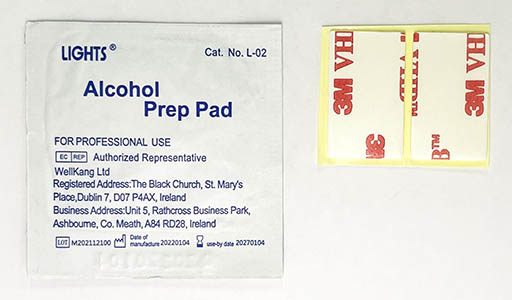 LIGHTS® Cat. No. L-02
Alcohol
Prep Pad
FOR PROFESSIONAL USE
EC REP Authorized Representative
WellKang Ltd
Registered Address:The Black Church, St. Mary's
Place,Dublin 7, D07 P4AX, Ireland
Business Address:Unit 5, Rathcross Business Park,
Ashbourne, Co. Meath, A84 RD28, Ireland
LOT M202112100 Date of manufacture 20220104 use-by date 20270104
3M VH
3M VH